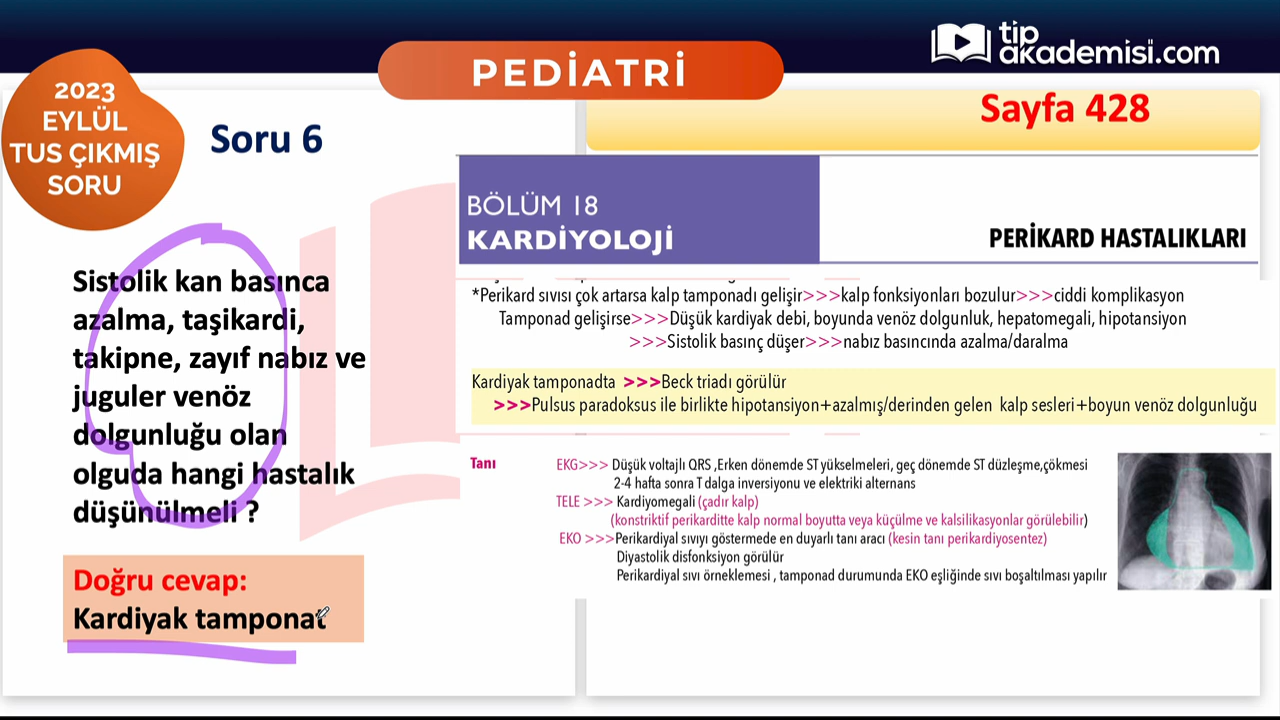 tıp
akademisi.com
PEDİATRİ
2023
EYLÜL
TUS ÇIKMIŞ
SORU
Soru 6
Sistolik kan basınca
azalma, taşikardi,
takipne, zayıf nabız ve
juguler venöz
dolgunluğu olan
olguda hangi hastalık
düşünülmeli ?
Doğru cevap:
Kardiyak tamponat
Sayfa 428
BÖLÜM 18
KARDİYOLOJİ
PERİKARD HASTALIKLARI
*Perikard sıvısı çok artarsa kalp tamponadı gelişir>>>kalp fonksiyonları bozulur>>>ciddi komplikasyon
Tamponad gelişirse>>>Düşük kardiyak debi, boyunda venöz dolgunluk, hepatomegali, hipotansiyon
>>>Sistolik basınç düşer>>>nabız basıncında azalma/daralma
Kardiyak tamponadta >>>Beck triadı görülür
>>>Pulsus paradoksus ile birlikte hipotansiyon+azalmış/derinden gelen kalp sesleri+boyun venöz dolgunluğu
Tanı EKG>>> Düşük voltajlı QRS ,Erken dönemde ST yükselmeleri, geç dönemde ST düzleşme,çökmesi
2-4 hafta sonra T dalga inversiyonu ve elektriki alternans
TELE >>> Kardiyomegali (çadır kalp)
(konstriktif perikarditte kalp normal boyutta veya küçülme ve kalsilikasyonlar görülebilir)
EKO >>>Perikardiyal sıvıyı göstermede en duyarlı tanı aracı (kesin tanı perikardiyosentez)
Diyastolik disfonksiyon görülür
Perikardiyal sıvı örneklemesi , tamponad durumunda EKO eşliğinde sıvı boşaltılması yapılır